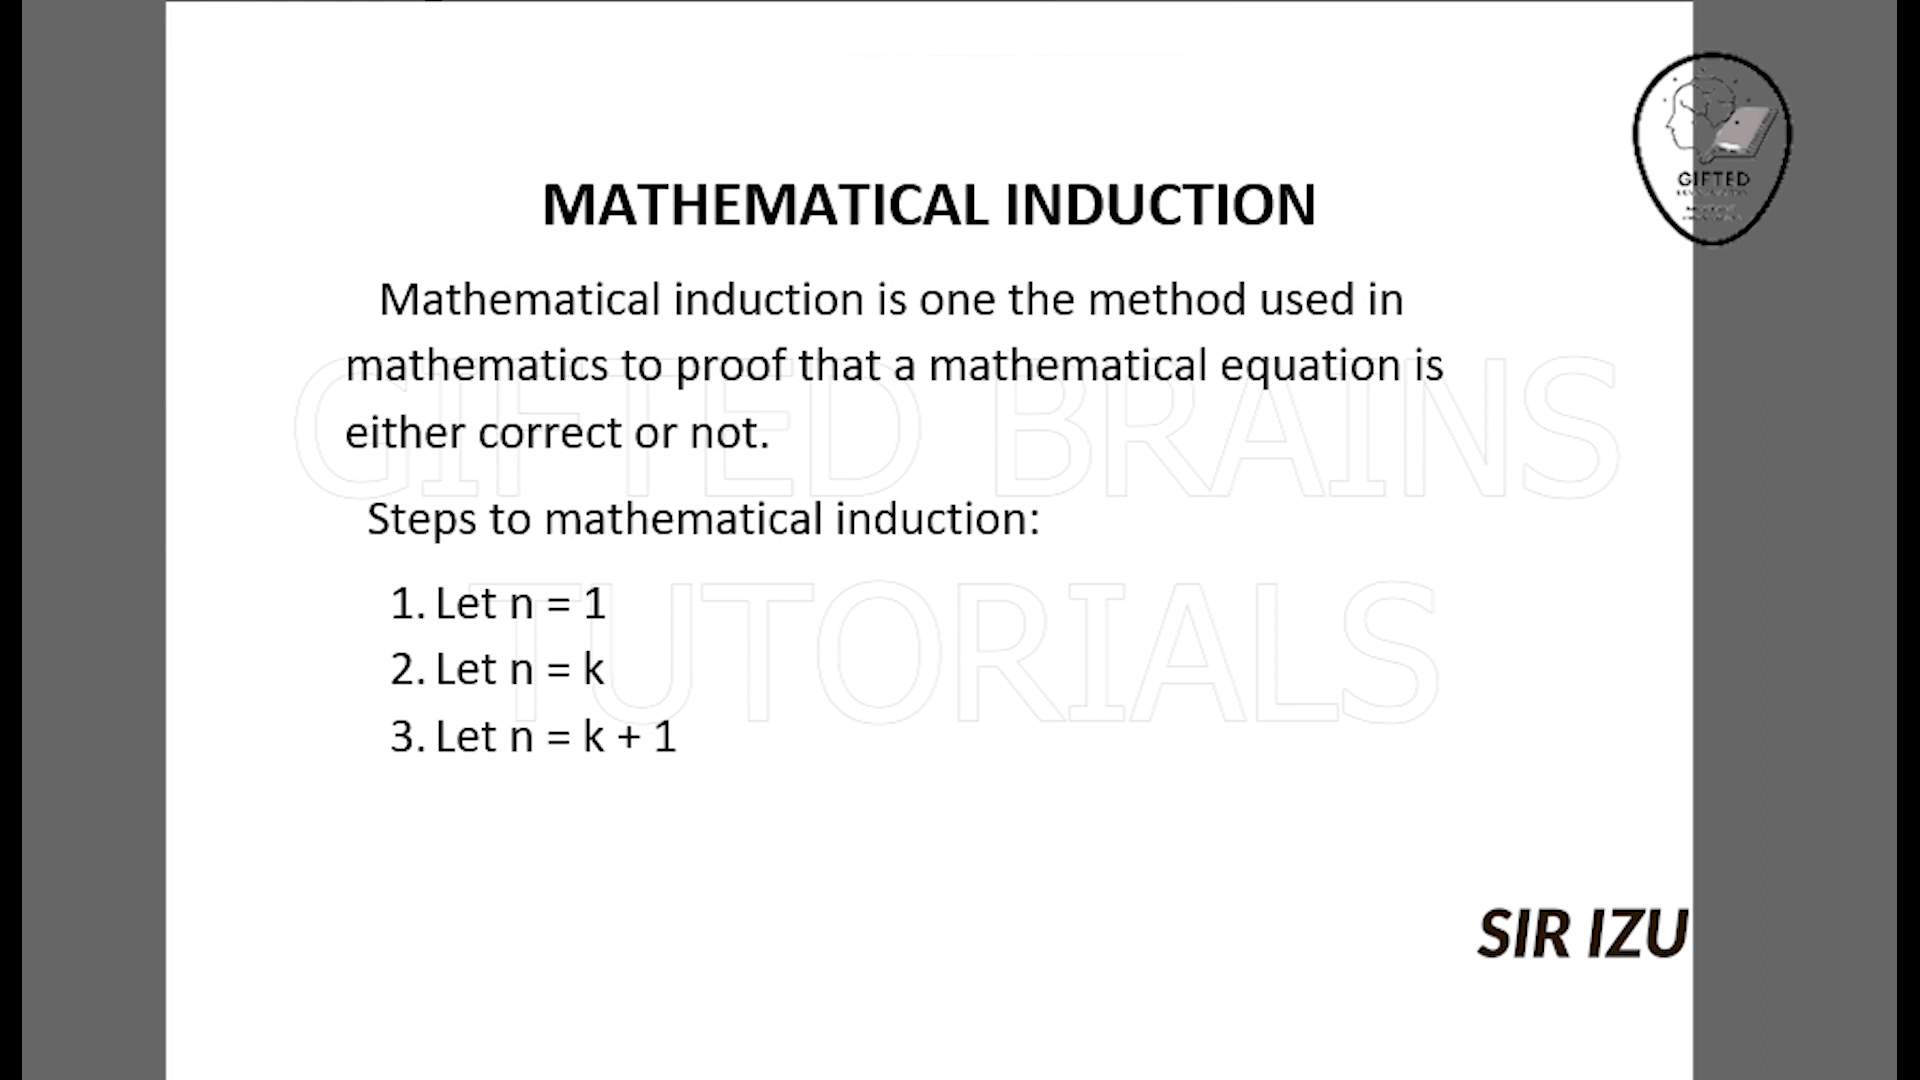 MATHEMATICAL INDUCTION
GIFTED
Mathematical induction is one the method used in
mathematics to proof that a mathematical equation is
either correct or not.
GIFTED BRAINS
Steps to mathematical induction:
1. Let n = 1
2. Let n = k
TUTORIALS
3. Let n = k + 1
SIR IZU